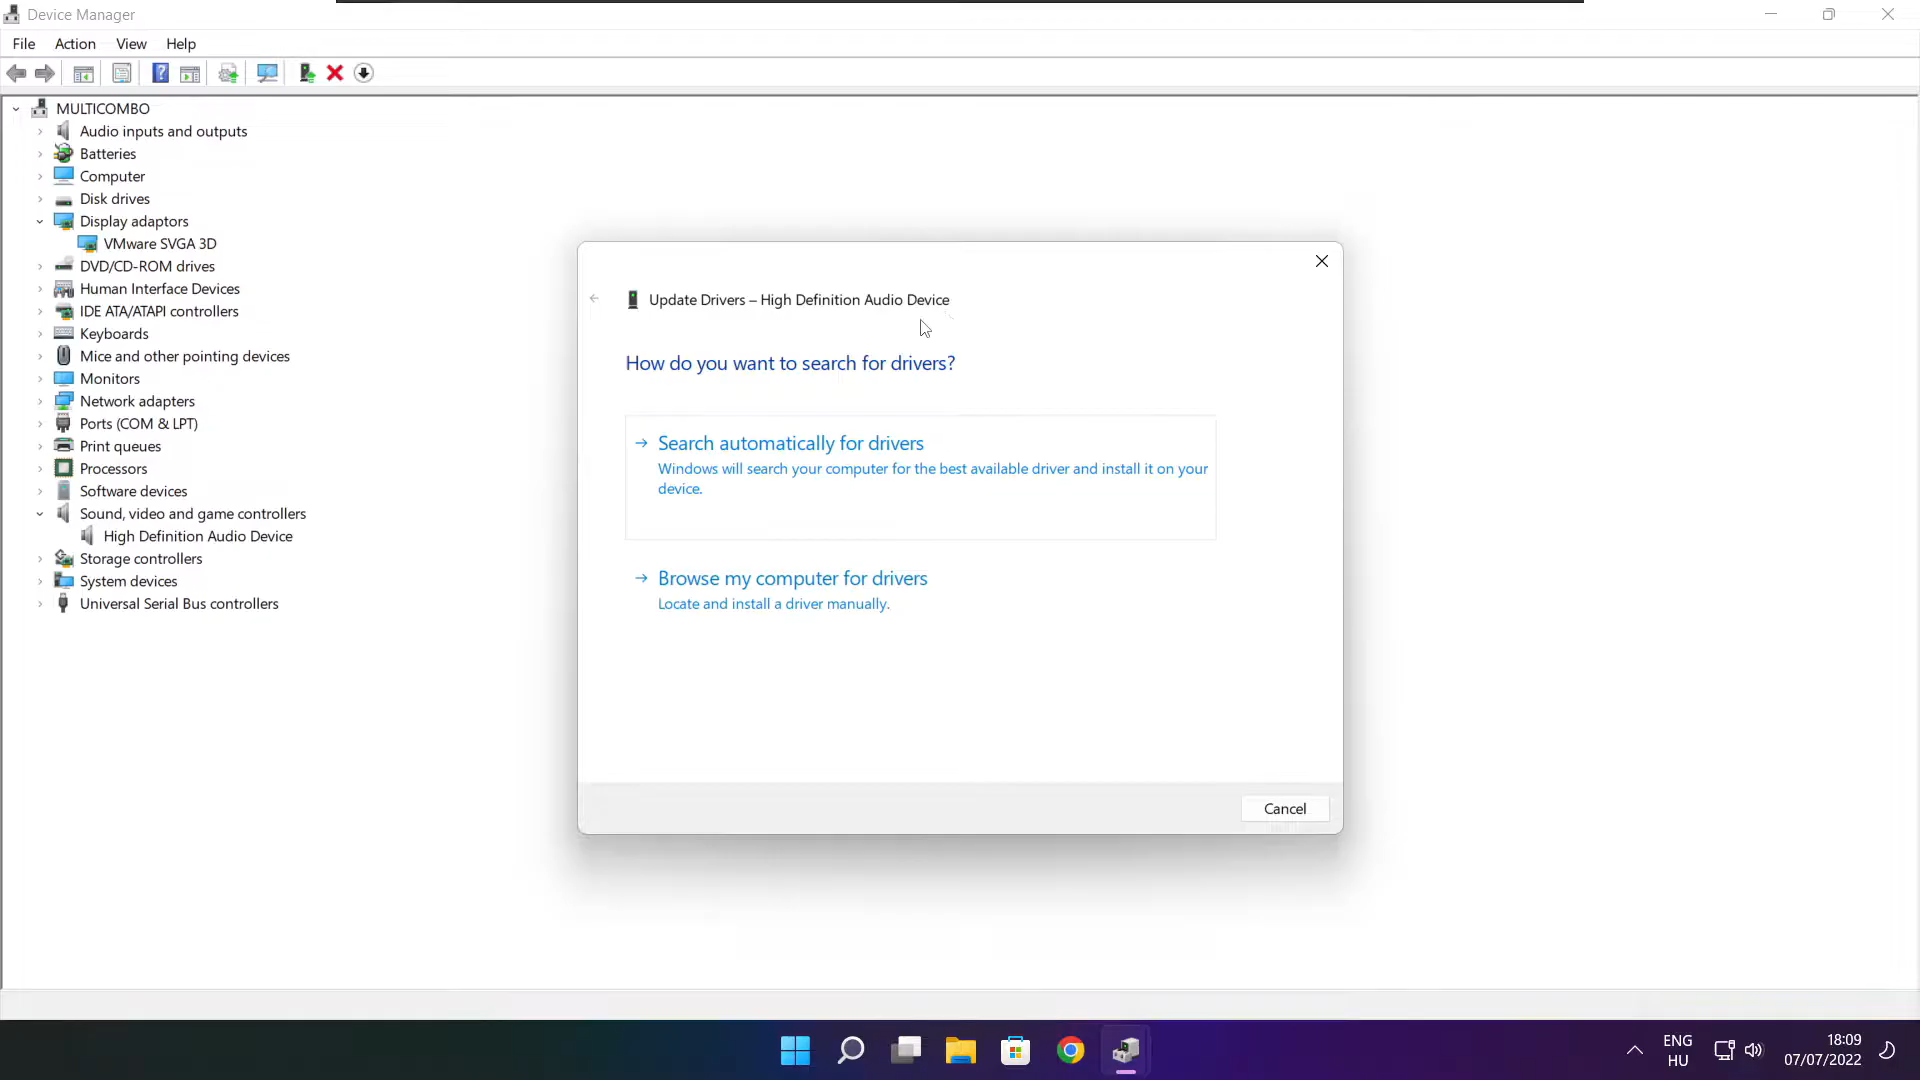 Device Manager
File Action View Help
MULTICOMBO
Audio inputs and outputs
Batteries
Computer
Disk drives
Display adaptors
VMware SVGA 3D
DVD/CD-ROM drives
Human Interface Devices
IDE ATA/ATAPI controllers
Keyboards
Mice and other pointing devices
Monitors
Network adapters
Ports (COM & LPT)
Print queues
Processors
Software devices
Sound, video and game controllers
High Definition Audio Device
Storage controllers
System devices
Universal Serial Bus controllers
Update Drivers – High Definition Audio Device
How do you want to search for drivers?
Search automatically for drivers
Windows will search your computer for the best available driver and install it on your
device.
Browse my computer for drivers
Locate and install a driver manually.
Cancel
ENG
HU
18:09
07/07/2022